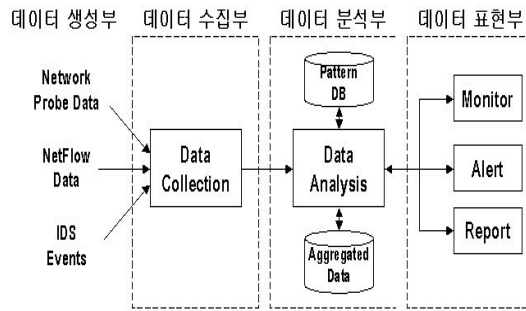 데이터 생성부
데이터 수집부
데이터 분석부
데이터 표현부
Network
Probe Data
NetFlow
Data
IDS
Events
Data
Collection
Pattern
DB
Data
Analysis
Aggregated
Data
Monitor
Alert
Report